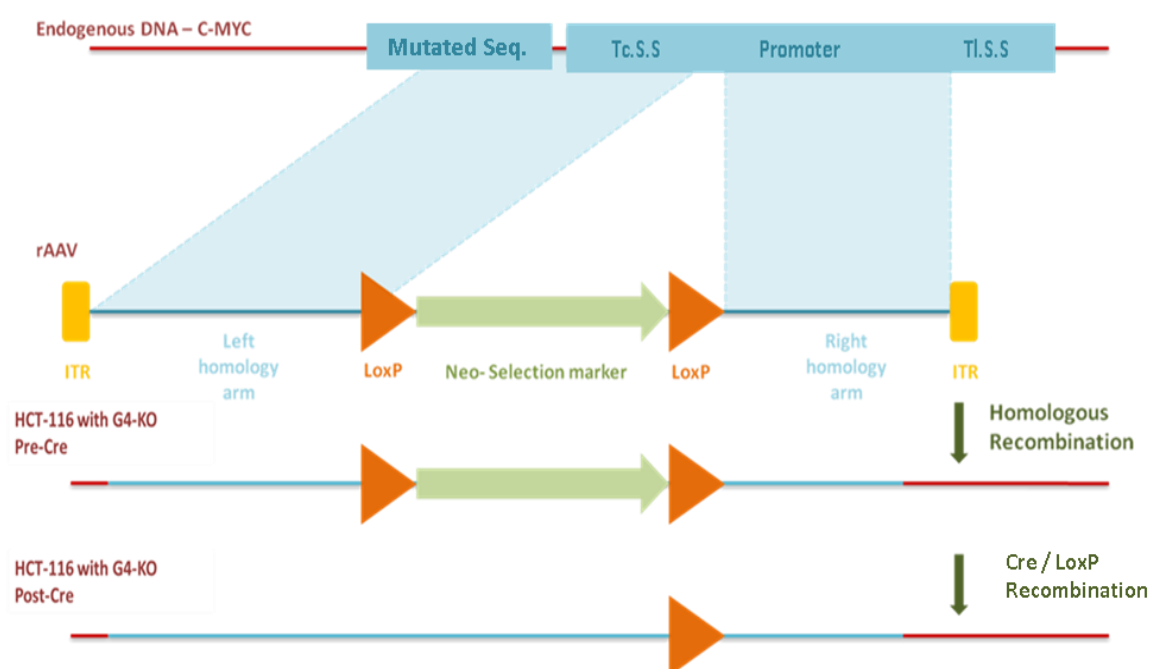 Endogenous DNA – C-MYC
Mutated Seq.
Tc.S.S
Promoter
Tl.S.S
rAAV
ITR
Left
homology
arm
LoxP
Neo- Selection marker
LoxP
Right
homology
arm
ITR
HCT-116 with G4-KO
Pre-Cre
Homologous
Recombination
HCT-116 with G4-KO
Post-Cre
Cre / LoxP
Recombination